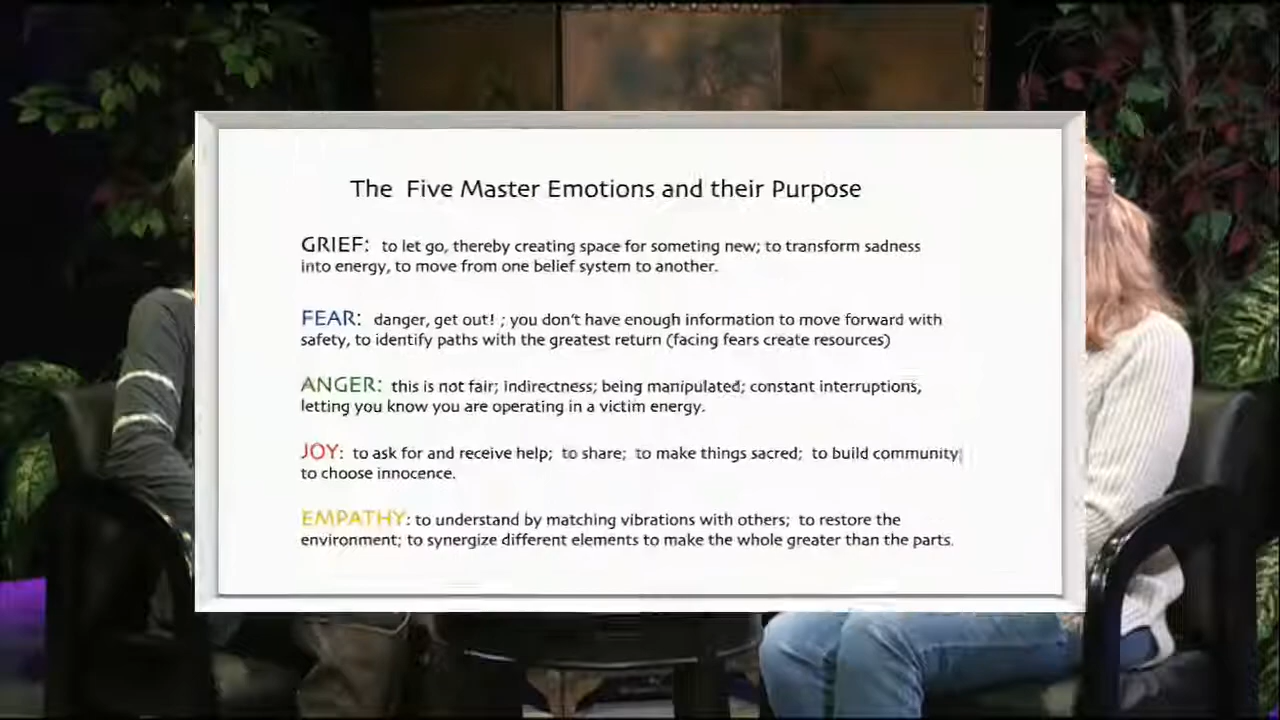 The Five Master Emotions and their Purpose
GRIEF: to let go, thereby creating space for someting new; to transform sadness
into energy, to move from one belief system to another.
FEAR: danger, get out! ; you don't have enough information to move forward with
safety, to identify paths with the greatest return (facing fears create resources)
ANGER: this is not fair; indirectness; being manipulated; constant interruptions,
letting you know you are operating in a victim energy.
JOY: to ask for and receive help; to share; to make things sacred; to build community;
to choose innocence.
EMPATHY: to understand by matching vibrations with others; to restore the
environment; to synergize different elements to make the whole greater than the parts.